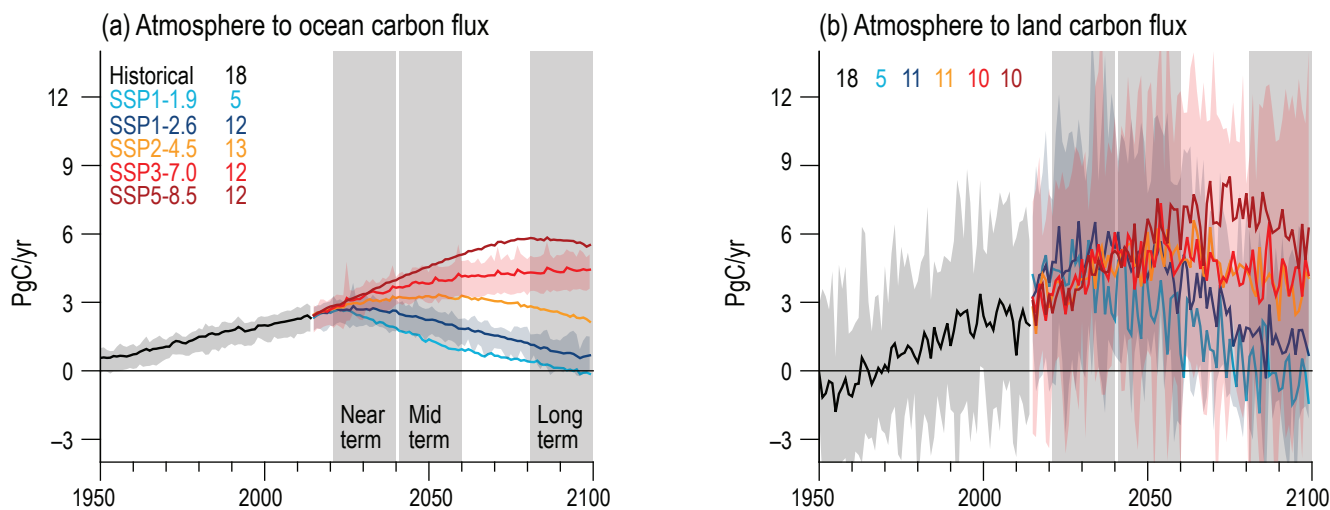 (a) Atmosphere to ocean carbon flux
Historical 18
SSP1-1.9 5
SSP1-2.6 12
SSP2-4.5 13
SSP3-7.0 12
SSP5-8.5 12
12
9
6
3
0
–3
PgC/yr
Near term
Mid term
Long term
1950 2000 2050 2100
(b) Atmosphere to land carbon flux
18 5 11 11 10 10
12
9
6
3
0
–3
PgC/yr
1950 2000 2050 2100